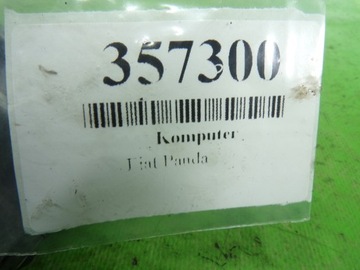 357300
Komputer
Fiat Panda